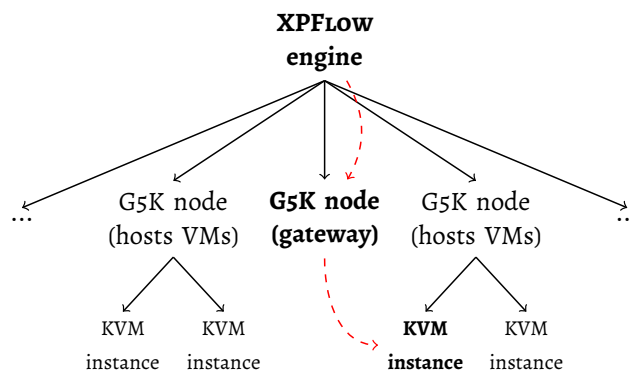 XPFlow
engine
... G5K node G5K node G5K node ..
(hosts VMs) (gateway) (hosts VMs)
KVM KVM KVM KVM
instance instance instance instance